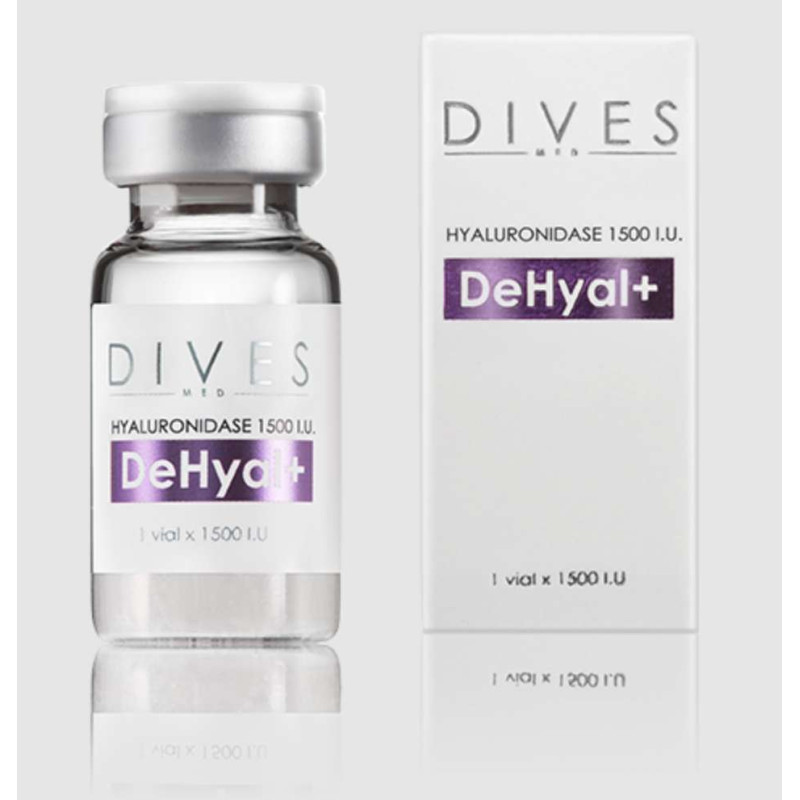 DIVES
MED
HYALURONIDASE 1500 I.U.
DeHyal+
1 vial x 1500 I.U
DIVES
MED
HYALURONIDASE 1500 I.U.
DeHyal+
1 vial x 1500 I.U